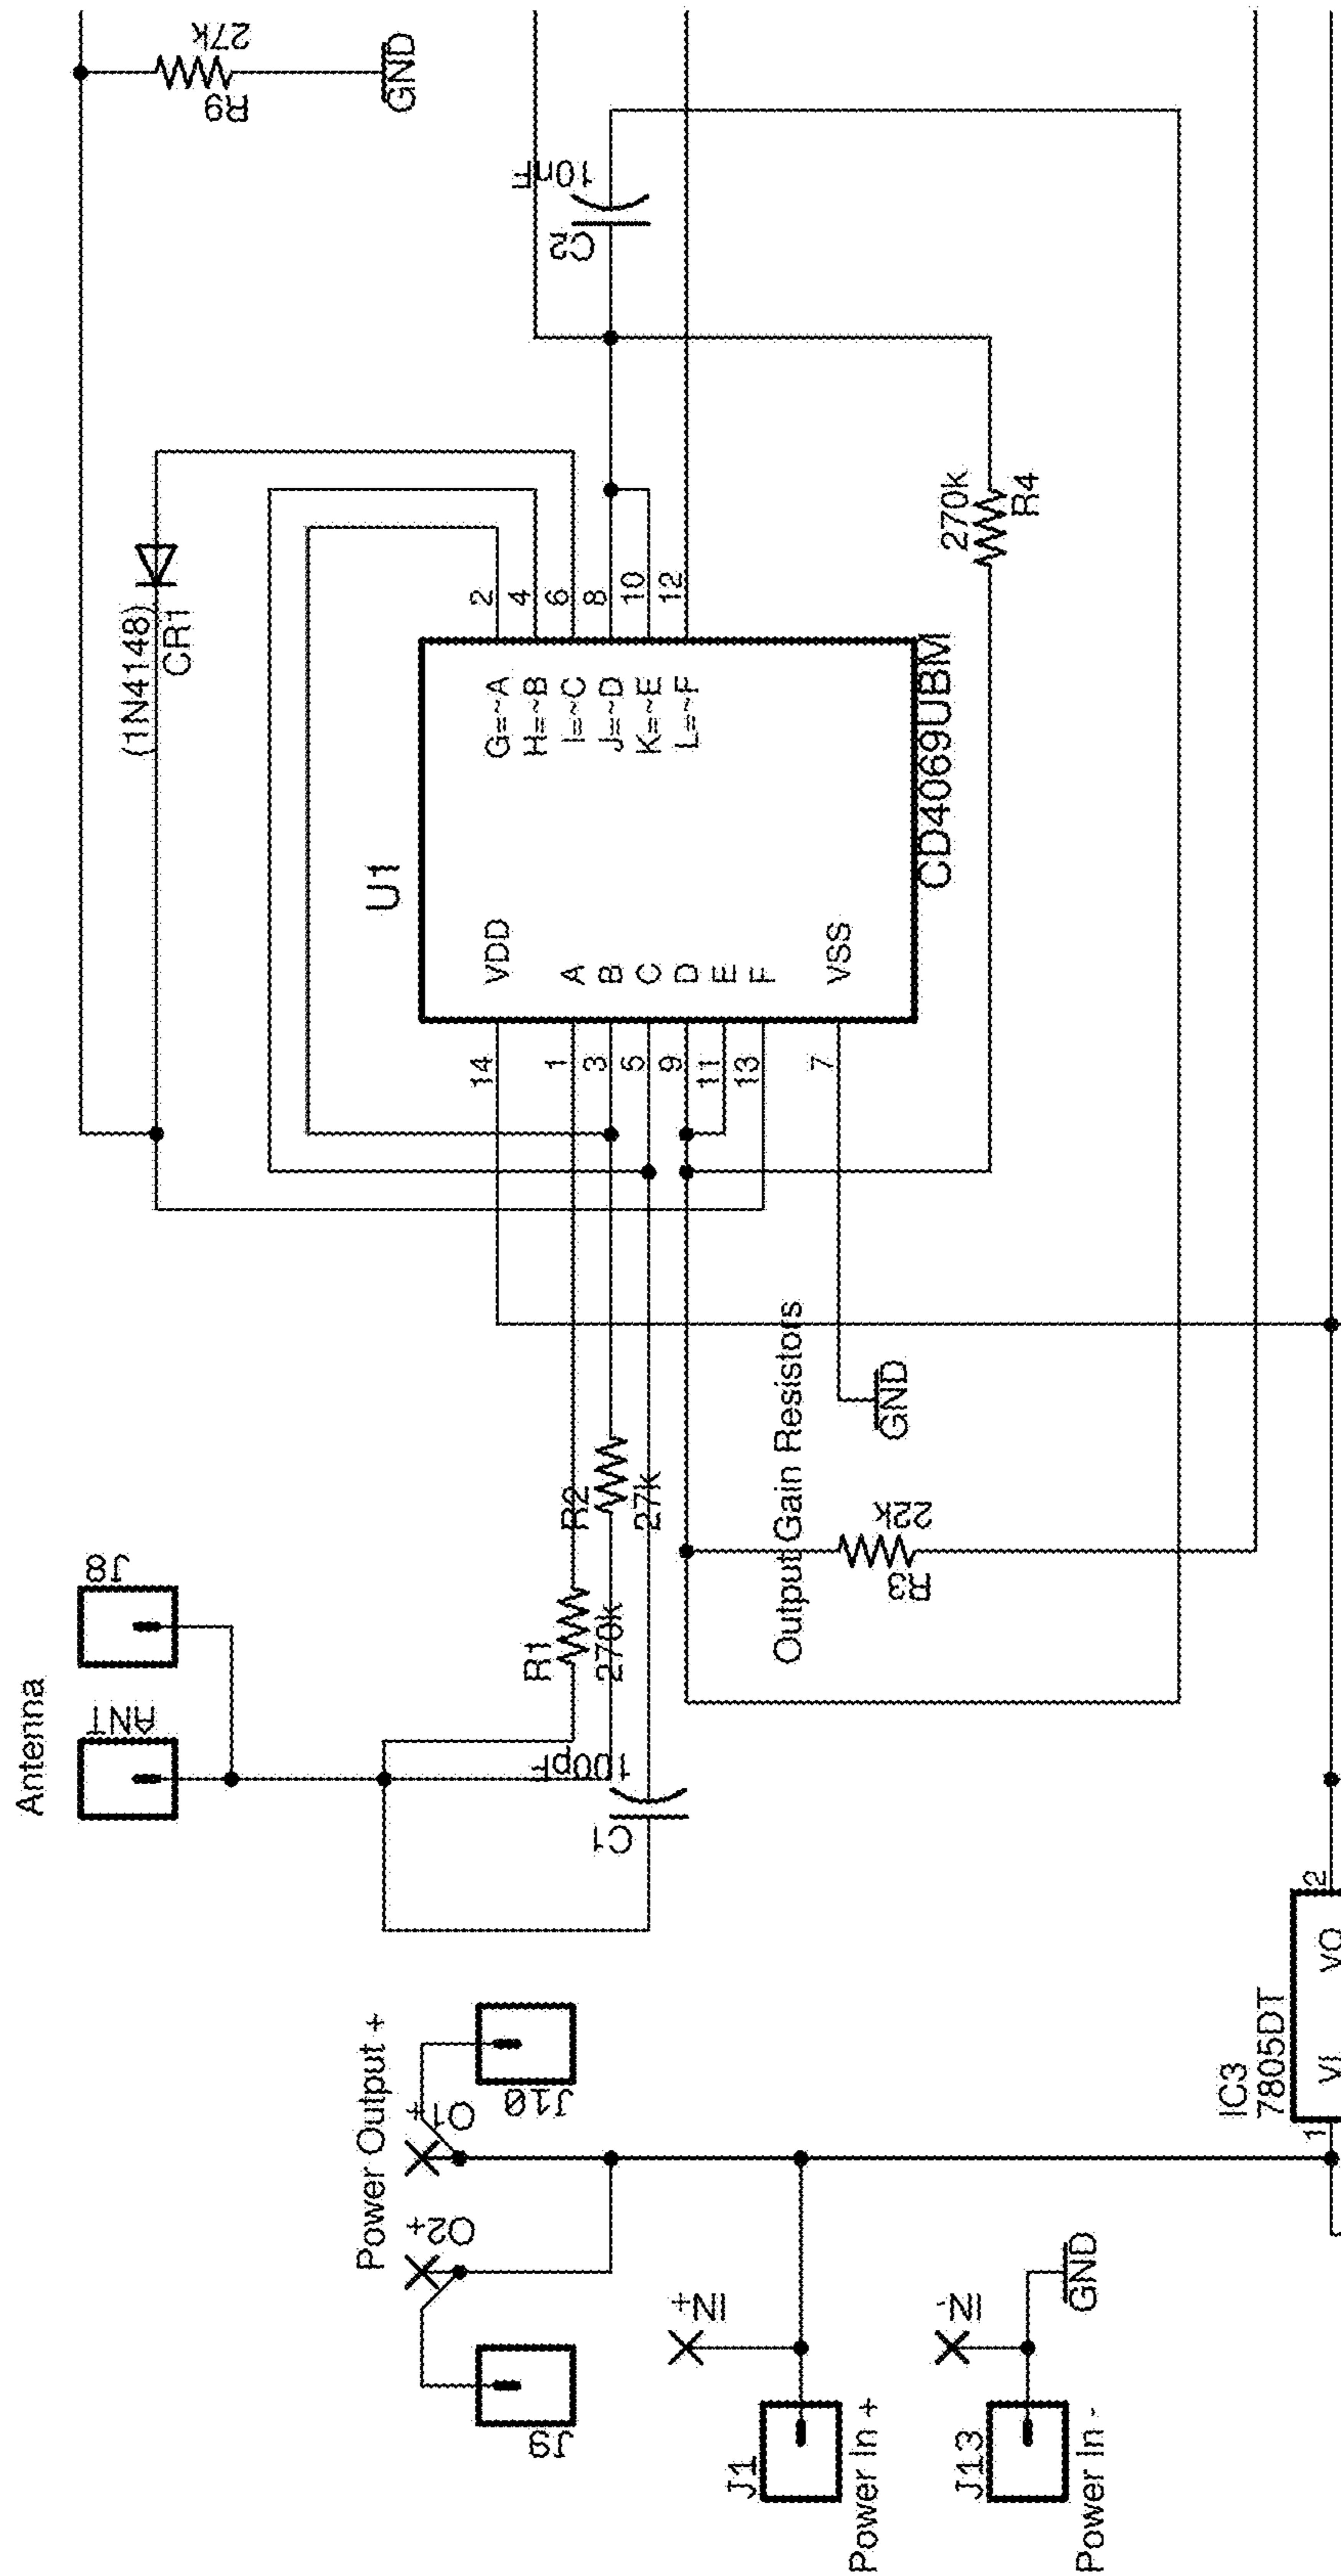 Antenna
ANT
J8
27k
R9
GND
(1N4148)
CR1
10nF
C2
U1
VDD
A
B
C
D
E
F
VSS
G=~A
H=~B
I=~C
J=~D
K=~E
L=~F
14
1
3
5
9
11
13
7
2
4
6
8
10
12
CD4069UBM
270k
R4
R1
270k
R2
27k
100pF
C1
Output Gain Resistors
22k
R3
GND
Power Output +
O1+
O2+
J10
J9
IN+
J1
Power In +
IN-
J13
Power In -
GND
IC3
7805DT
1
VI
VO
2